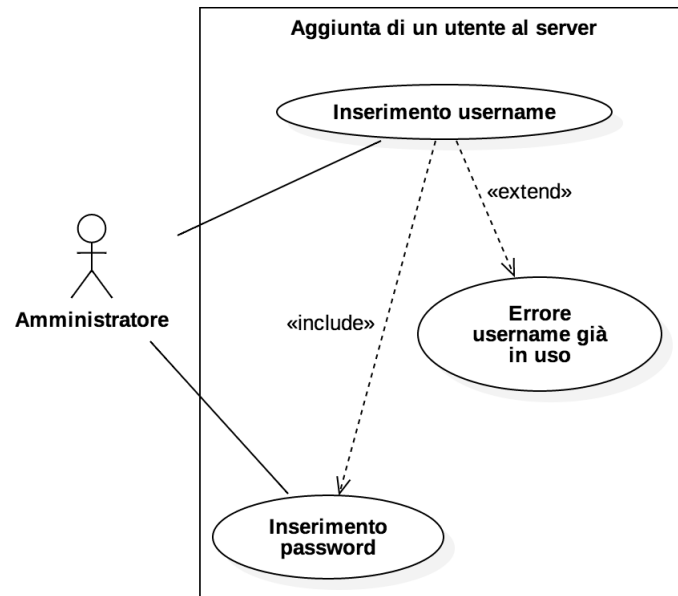 Aggiunta di un utente al server
Inserimento username
«extend»
Errore
username già
in uso
Amministratore
«include»
Inserimento
password